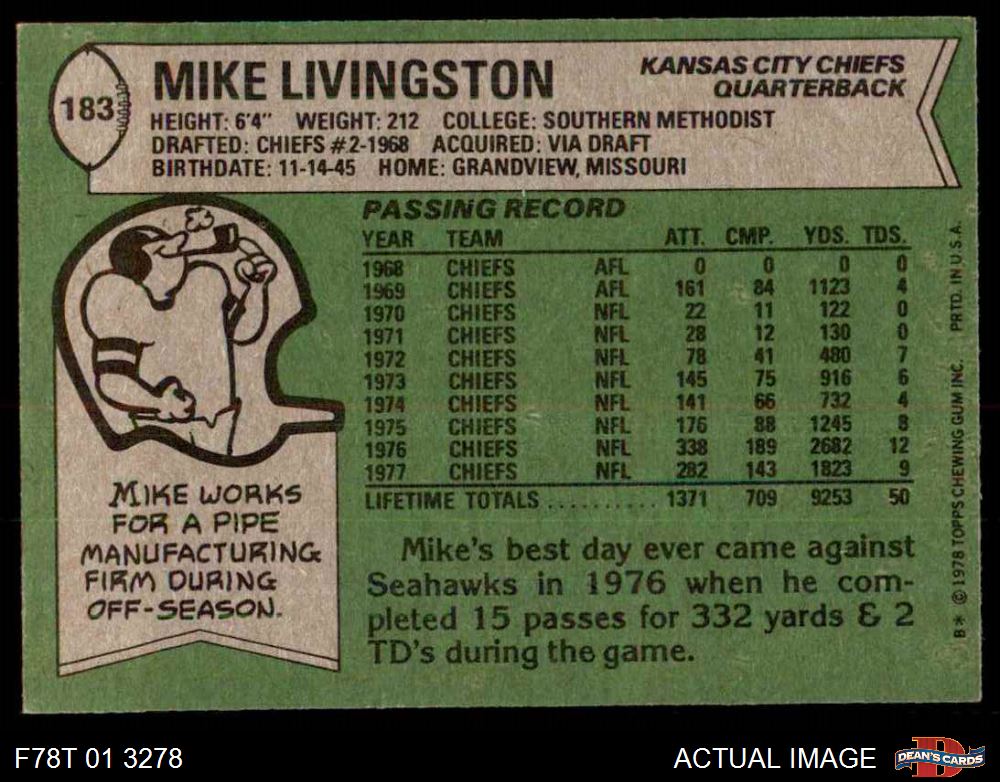 183
MIKE LIVINGSTON
KANSAS CITY CHIEFS
QUARTERBACK
HEIGHT: 6'4" WEIGHT: 212 COLLEGE: SOUTHERN METHODIST
DRAFTED: CHIEFS #2-1968 ACQUIRED: VIA DRAFT
BIRTHDATE: 11-14-45 HOME: GRANDVIEW, MISSOURI
PASSING RECORD
YEAR TEAM ATT. CMP. YDS. TDS.
1968 CHIEFS AFL 0 0 0 0
1969 CHIEFS AFL 161 84 1123 4
1970 CHIEFS NFL 22 11 122 0
1971 CHIEFS NFL 28 12 130 0
1972 CHIEFS NFL 78 41 480 7
1973 CHIEFS NFL 145 75 916 6
1974 CHIEFS NFL 141 66 732 4
1975 CHIEFS NFL 176 88 1245 8
1976 CHIEFS NFL 338 189 2682 12
1977 CHIEFS NFL 282 143 1823 9
LIFETIME TOTALS .......... 1371 709 9253 50
MIKE WORKS
FOR A PIPE
MANUFACTURING
FIRM DURING
OFF-SEASON.
Mike's best day ever came against
Seahawks in 1976 when he com-
pleted 15 passes for 332 yards & 2
TD's during the game.
B* © 1978 TOPPS CHEWING GUM INC. PRTD. IN U.S.A.
F78T 01 3278
ACTUAL IMAGE
D
DEAN'S CARDS